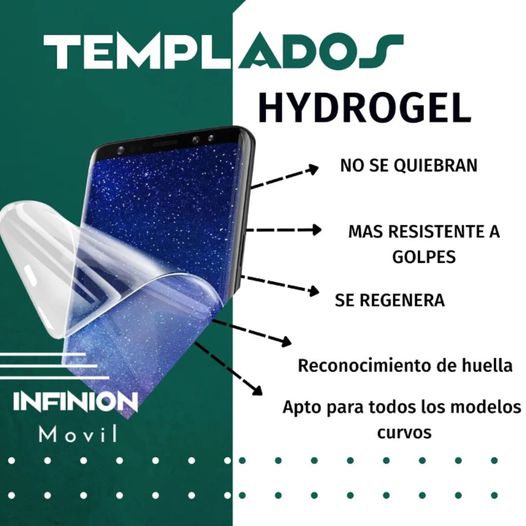 TEMPLADOS
HYDROGEL
NO SE QUIEBRAN
MAS RESISTENTE A
GOLPES
SE REGENERA
Reconocimiento de huella
Apto para todos los modelos
curvos
INFINION
Movil